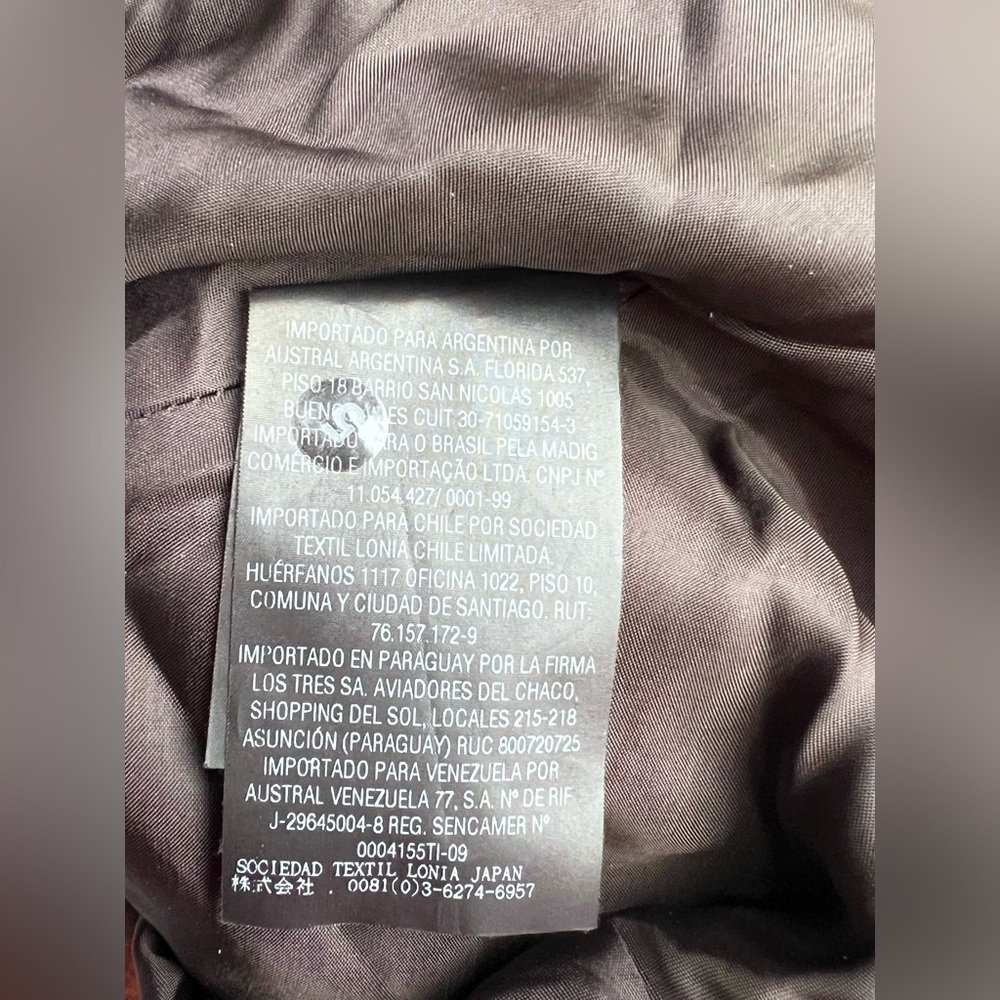 IMPORTADO PARA ARGENTINA POR
AUSTRAL ARGENTINA S.A. FLORIDA 537,
PISO 18 BARRIO SAN NICOLAS 1005
CUIT 30-71059154-3
IMPORTADO PARA O BRASIL PELA MADIG
COMÉRCIO E IMPORTAÇÃO LTDA. CNPJ Nº
11.054.427/ 0001-99
IMPORTADO PARA CHILE POR SOCIEDAD
TEXTIL LONIA CHILE LIMITADA.
HUÉRFANOS 1117 OFICINA 1022, PISO 10,
COMUNA Y CIUDAD DE SANTIAGO. RUT:
76.157.172-9
IMPORTADO EN PARAGUAY POR LA FIRMA
LOS TRES SA. AVIADORES DEL CHACO,
SHOPPING DEL SOL, LOCALES 215-218
ASUNCIÓN (PARAGUAY) RUC 800720725
IMPORTADO PARA VENEZUELA POR
AUSTRAL VENEZUELA 77, S.A. Nº DE RIF
J-29645004-8 REG. SENCAMER Nº
0004155TI-09
SOCIEDAD TEXTIL LONIA JAPAN
株式会社 . 0081(0)3-6274-6957
S